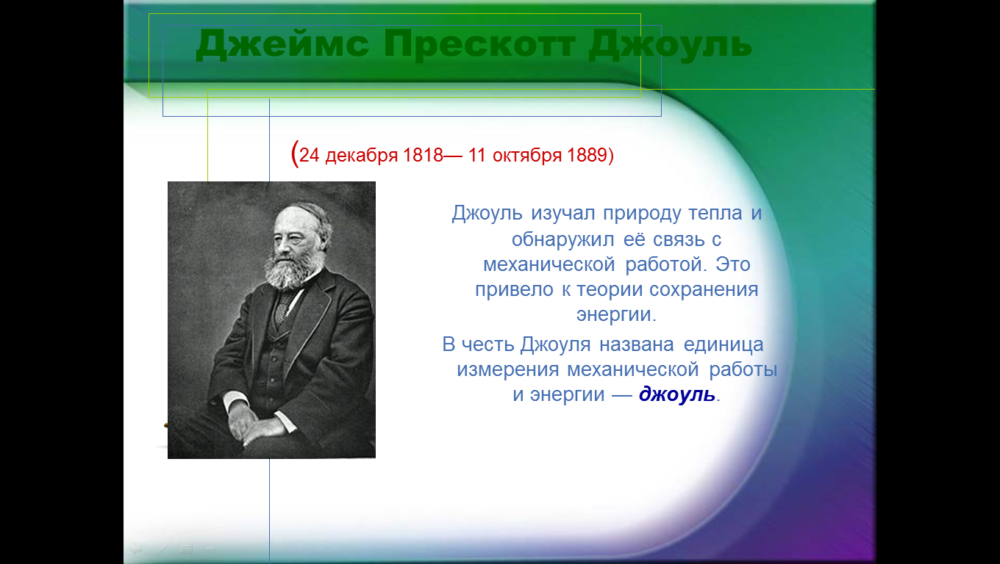 Джеймс Прескотт Джоуль
(24 декабря 1818— 11 октября 1889)
Джоуль изучал природу тепла и
обнаружил её связь с
механической работой. Это
привело к теории сохранения
энергии.
В честь Джоуля названа единица
измерения механической работы
и энергии — джоуль.